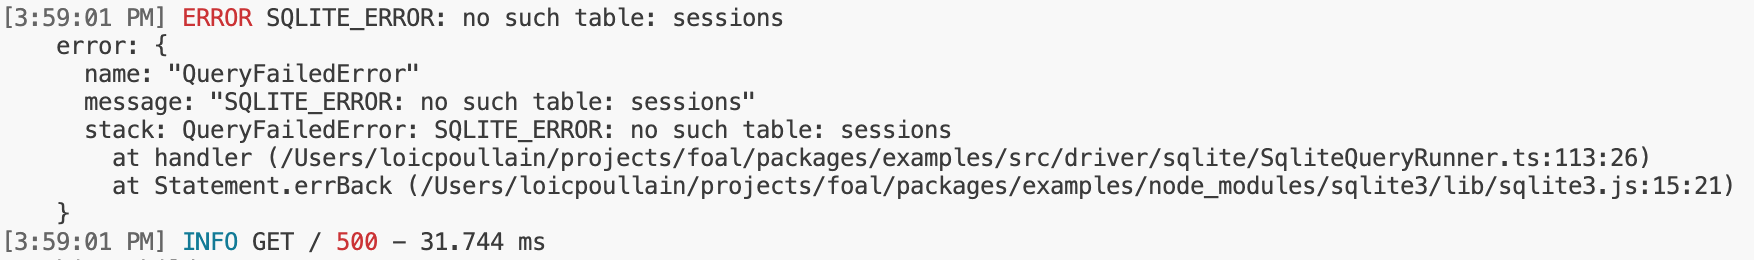 [3:59:01 PM] ERROR SQLITE_ERROR: no such table: sessions
    error: {
      name: "QueryFailedError"
      message: "SQLITE_ERROR: no such table: sessions"
      stack: QueryFailedError: SQLITE_ERROR: no such table: sessions
        at handler (/Users/loicpoullain/projects/foal/packages/examples/src/driver/sqlite/SqliteQueryRunner.ts:113:26)
        at Statement.errBack (/Users/loicpoullain/projects/foal/packages/examples/node_modules/sqlite3/lib/sqlite3.js:15:21)
    }
[3:59:01 PM] INFO GET / 500 – 31.744 ms